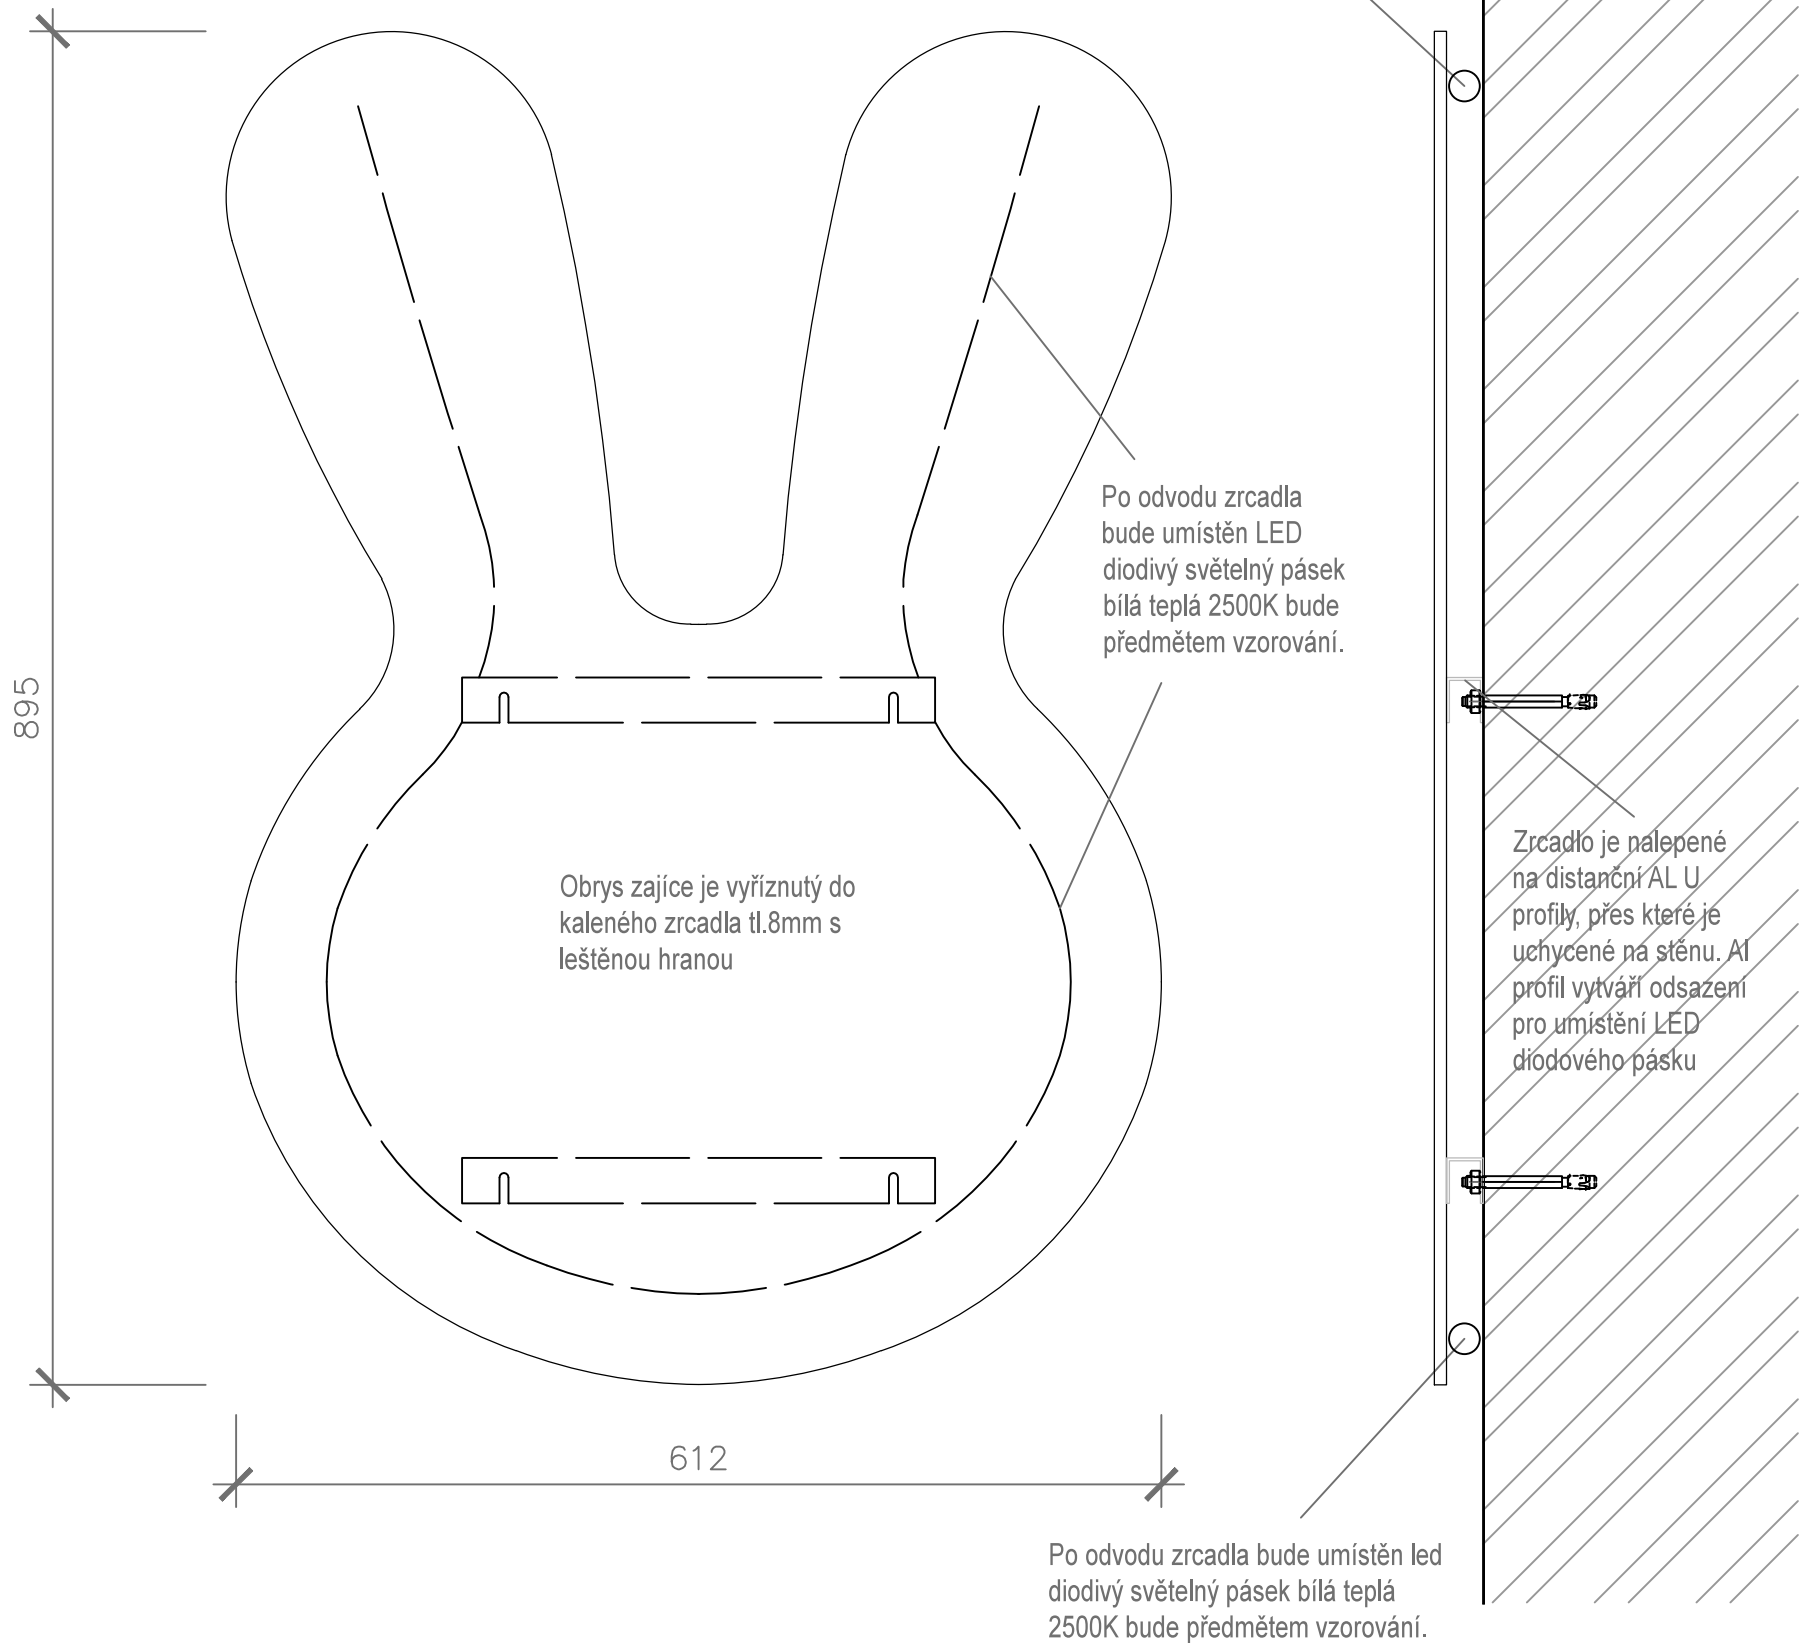 Po odvodu zrcadla
bude umístěn LED
diodivý světelný pásek
bílá teplá 2500K bude
předmětem vzorování.
895
Zrcadlo je nalepené
na distanční AL U
profily, přes které je
uchycené na stěnu. Al
profil vytváří odsazení
pro umístění LED
diodového pásku
Obrys zajíce je vyříznutý do
kaleného zrcadla tl.8mm s
leštěnou hranou
612
Po odvodu zrcadla bude umístěn led
diodivý světelný pásek bílá teplá
2500K bude předmětem vzorování.